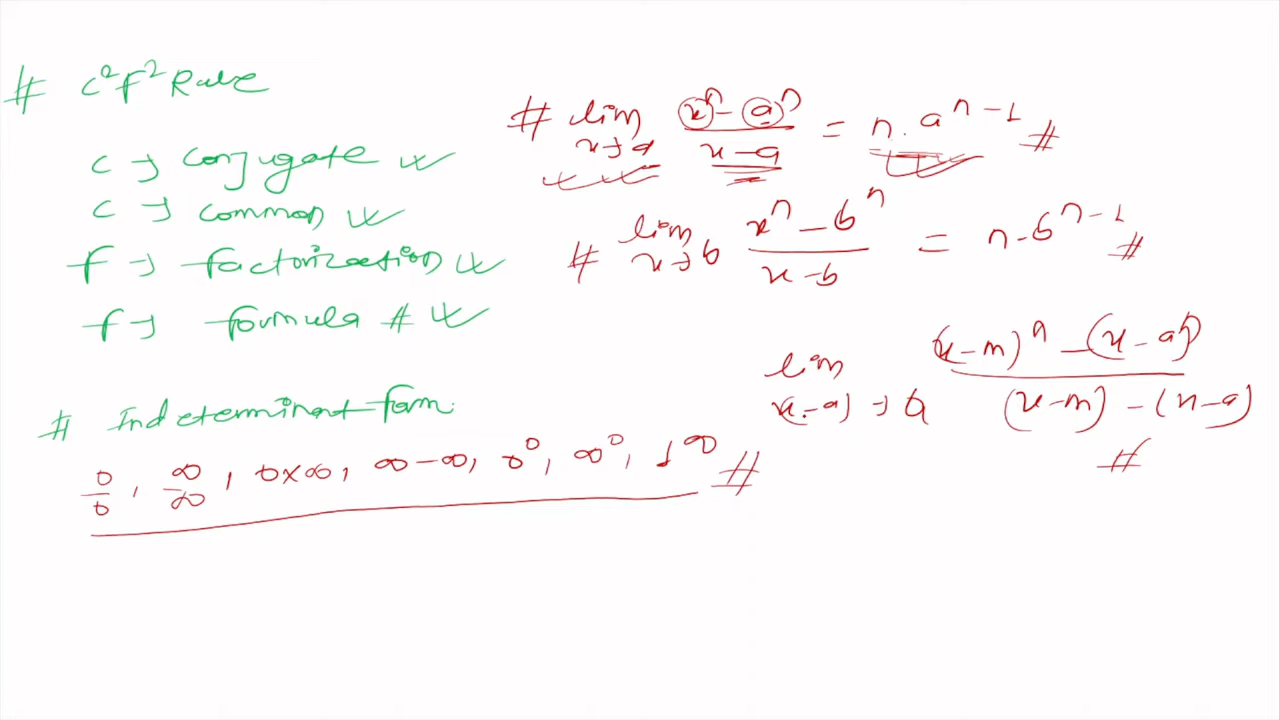 # C²F² Rule
C → Conjugate
C → Common
f → factorization
f → formula #
# Indeterminant form
0/0, ∞/∞, 0×∞, ∞-∞, 0⁰, ∞⁰, 1^∞ #
# lim x→a (xⁿ - aⁿ)/(x-a) = n.aⁿ⁻¹ #
# lim x→b (xⁿ - bⁿ)/(x-b) = n.bⁿ⁻¹ #
lim (x-a)→ ((x-m)ⁿ - (x-a)ⁿ)/((x-m) - (x-a)) #